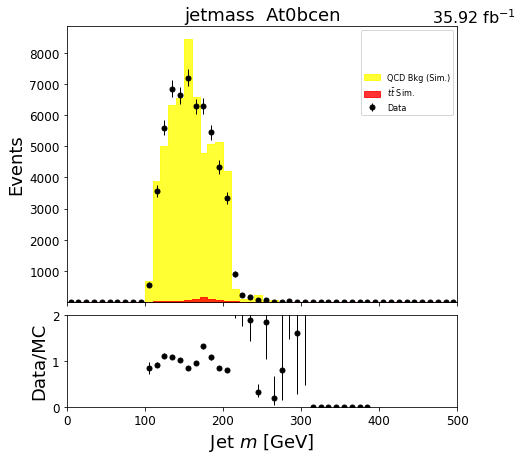 jetmass At0bcen
35.92 fb⁻¹
QCD Bkg (Sim.)
tt̄ Sim.
Data
Events
8000
7000
6000
5000
4000
3000
2000
1000
Data/MC
2
1
0
0 100 200 300 400 500
Jet m [GeV]